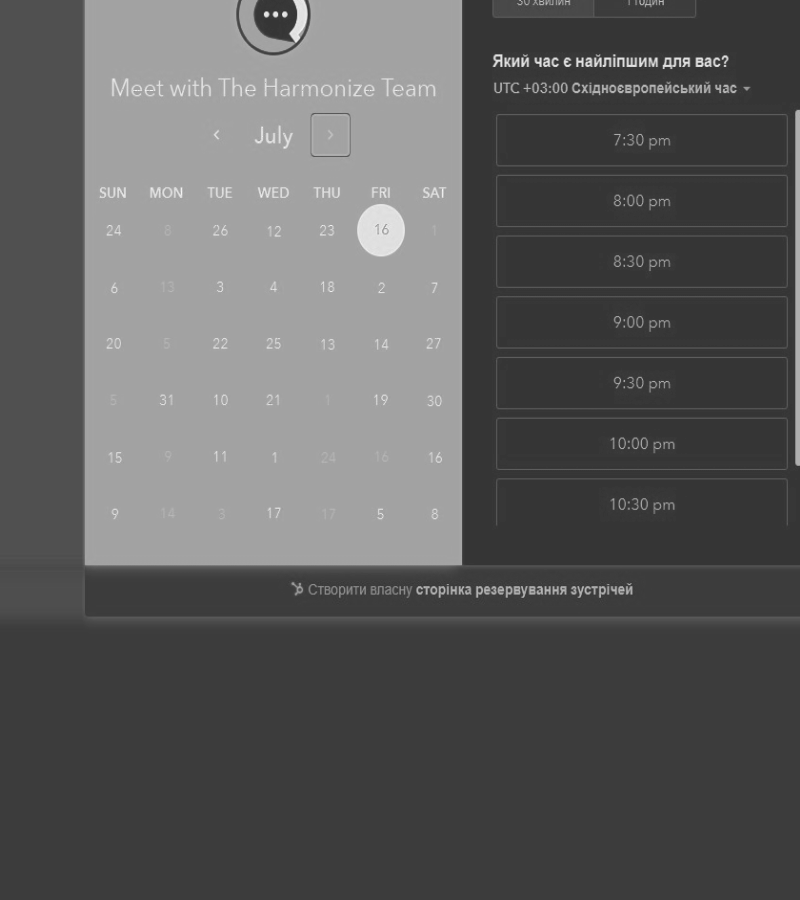 30 хвилин 1 годин
Meet with The Harmonize Team
July
SUN MON TUE WED THU FRI SAT
24 8 26 12 23 16 1
6 13 3 4 18 2 7
20 5 22 25 13 14 27
5 31 10 21 1 19 30
15 9 11 1 24 16 16
9 14 3 17 17 5 8
Який час є найліпшим для вас?
UTC +03:00 Східноєвропейський час
7:30 pm
8:00 pm
8:30 pm
9:00 pm
9:30 pm
10:00 pm
10:30 pm
Створити власну сторінка резервування зустрічей